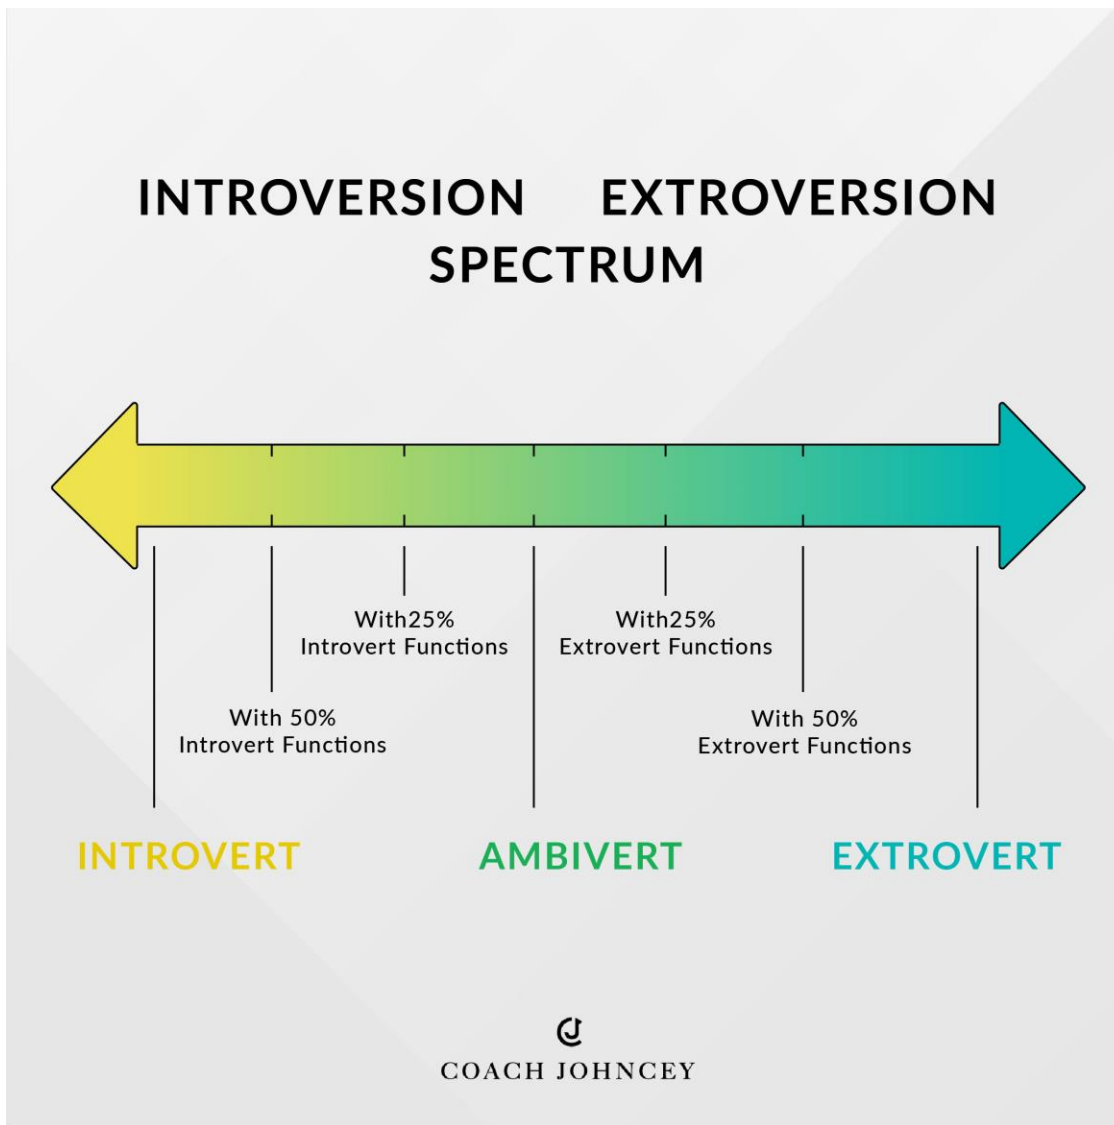 INTROVERSION EXTROVERSION
SPECTRUM
With25%
Introvert Functions
With25%
Extrovert Functions
With 50%
Introvert Functions
With 50%
Extrovert Functions
INTROVERT
AMBIVERT
EXTROVERT
COACH JOHNCEY